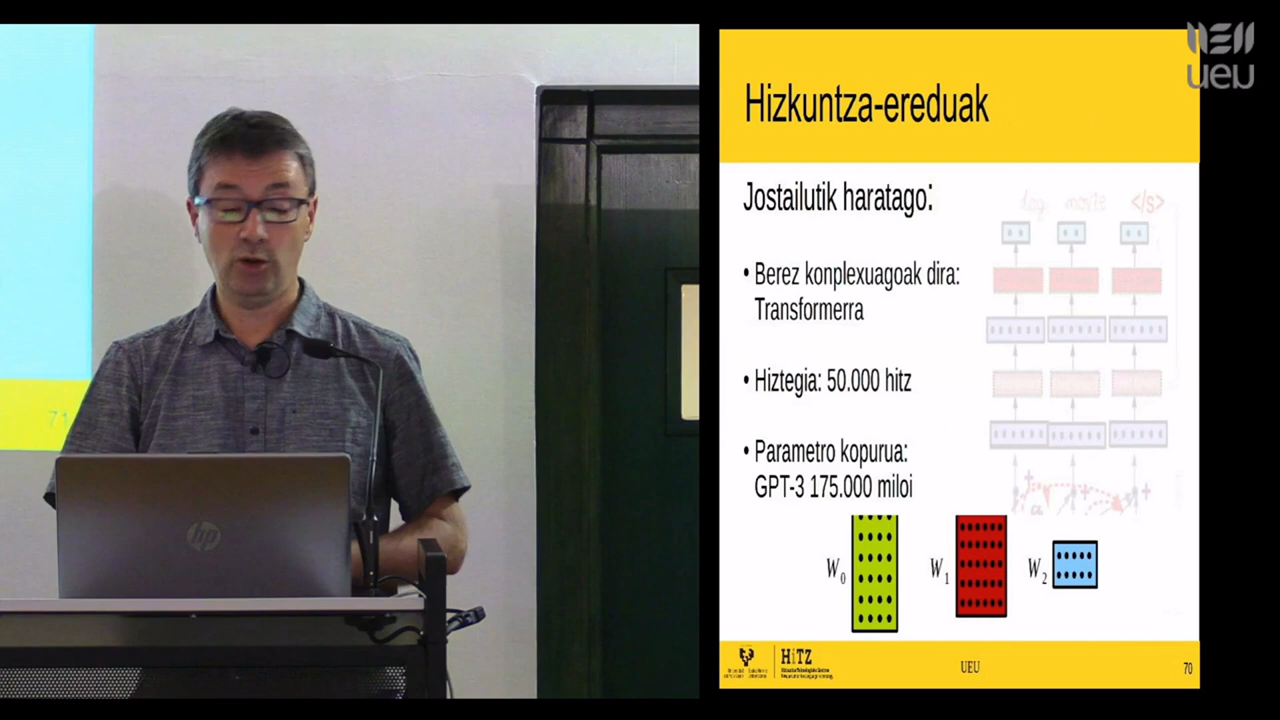 ueu
Hizkuntza-ereduak
Jostailutik haratago:
</s>
• Berez konplexuagoak dira:
Transformerra
• Hiztegia: 50.000 hitz
• Parametro kopurua:
GPT-3 175.000 miloi
W0
W1
W2
HiTZ
UEU
70
71
hp